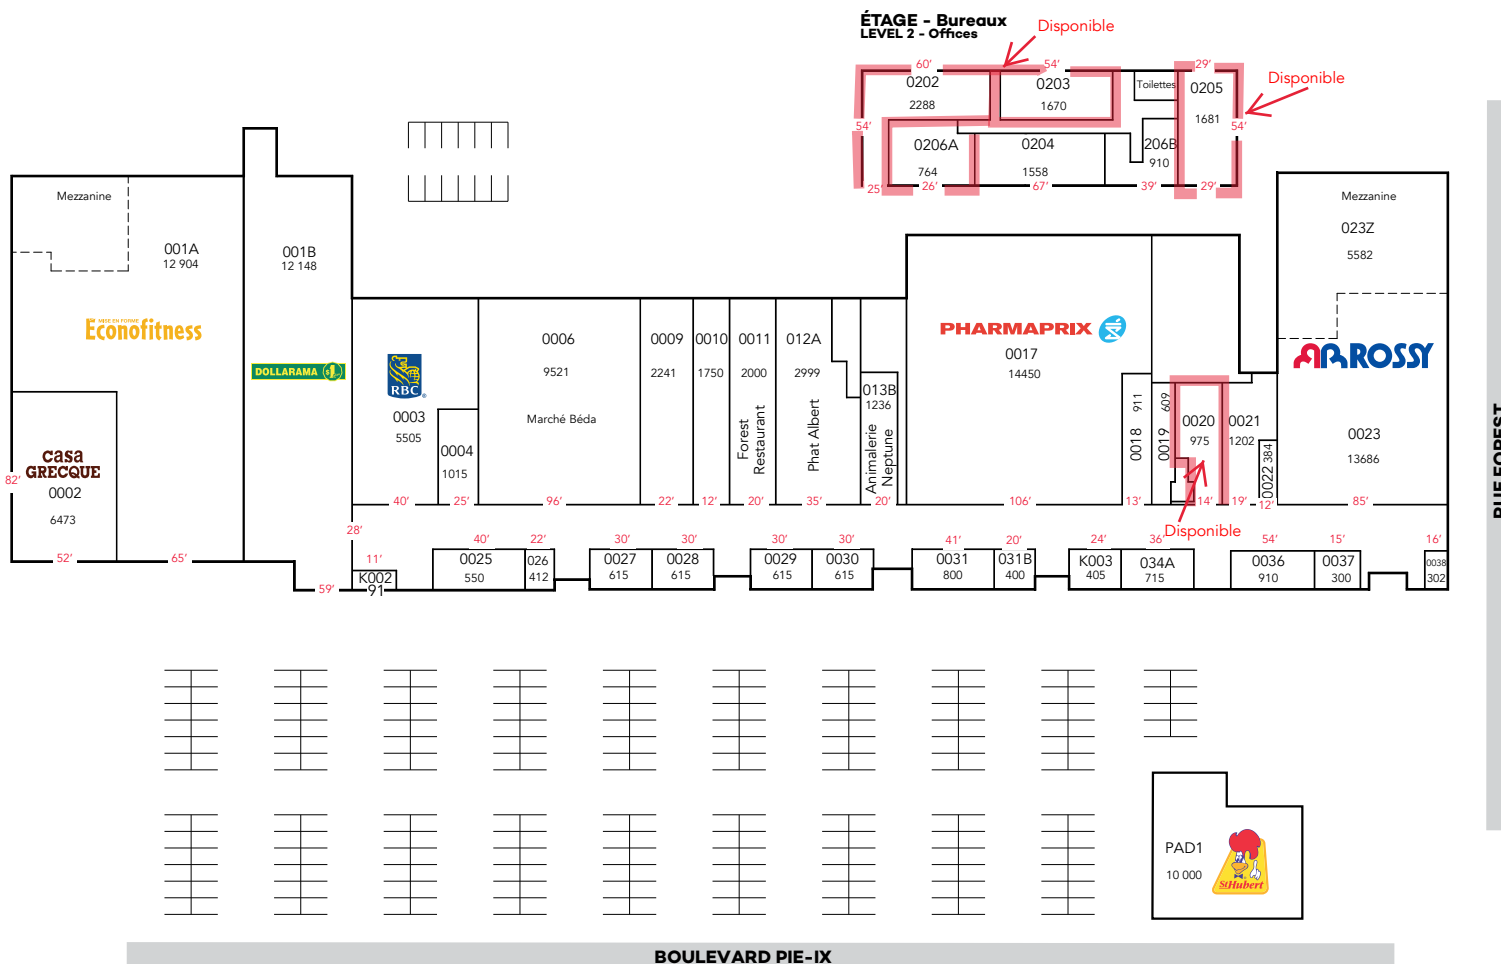 ÉTAGE - Bureaux
LEVEL 2 - Offices
Disponible
60'
54'
29'
0202
2288
0203
1670
Toilettes
0205
1681
Disponible
54'
54'
0206A
764
0204
1558
206B
910
25'
26'
67'
39'
29'
Mezzanine
001A
12 904
001B
12 148
MISE EN FORME
Éconofitness
DOLLARAMA $1
RBC
0003
5505
0004
1015
0006
9521
Marché Béda
0009
2241
0010
1750
0011
2000
Forest
Restaurant
012A
2999
Phat Albert
013B
1236
Animalerie
Neptune
PHARMAPRIX
0017
14450
0018 911
0019 609
0020
975
0021
1202
0022 384
Mezzanine
023Z
5582
ROSSY
0023
13686
casa
GRECQUE
0002
6473
82'
52'
65'
40'
25'
96'
22'
12'
20'
35'
20'
106'
13'
14'
19'
12'
85'
Disponible
28'
59'
11'
K002
91
40'
0025
550
22'
026
412
30'
0027
615
30'
0028
615
30'
0029
615
30'
0030
615
41'
0031
800
20'
031B
400
24'
K003
405
36'
034A
715
54'
0036
910
15'
0037
300
16'
0038
302
PAD1
10 000
StHubert
RUE FOREST
BOULEVARD PIE-IX